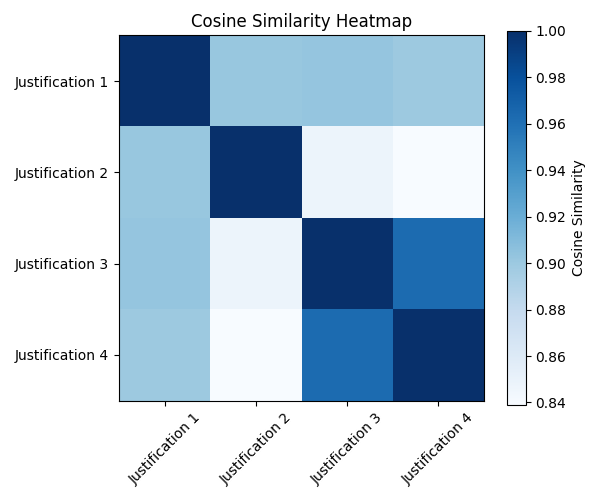 Cosine Similarity Heatmap
Justification 1
Justification 2
Justification 3
Justification 4
Justification 1
Justification 2
Justification 3
Justification 4
1.00
0.98
0.96
0.94
0.92
0.90
0.88
0.86
0.84
Cosine Similarity